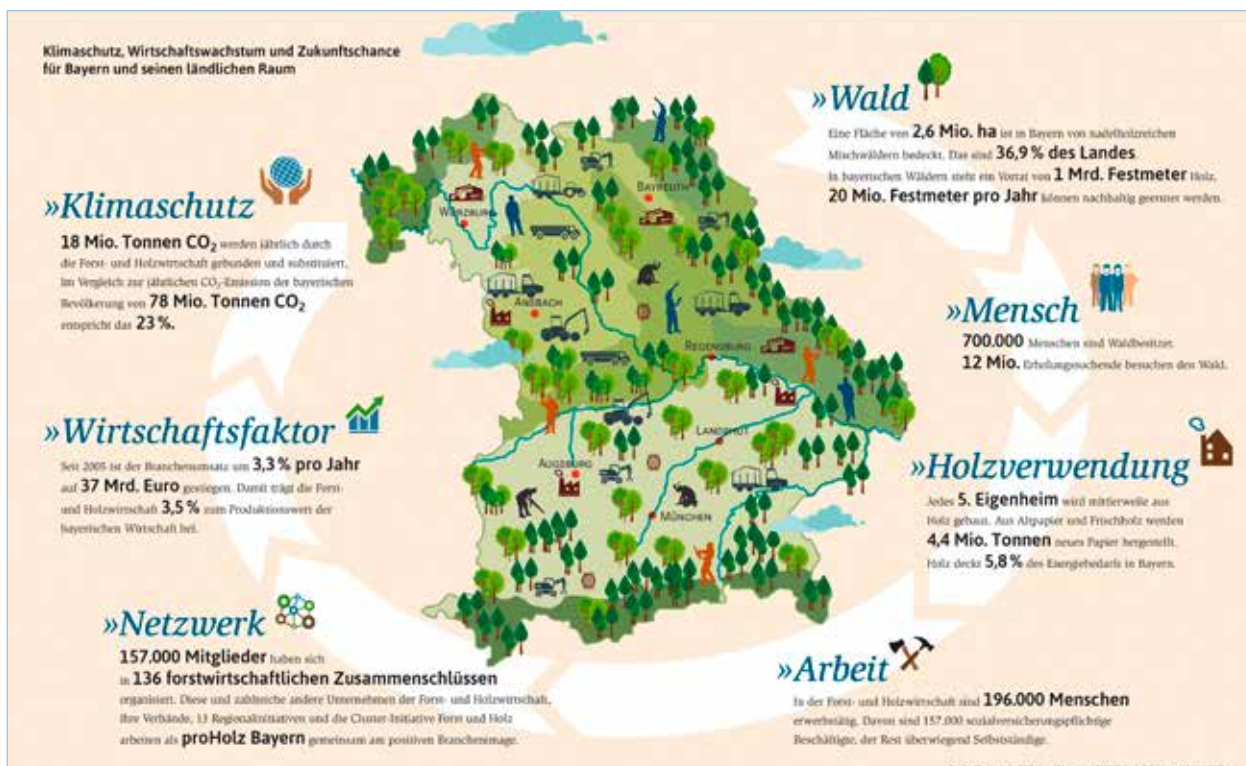 Klimaschutz, Wirtschaftswachstum und Zukunftschance
für Bayern und seinen ländlichen Raum
»Wald
Eine Fläche von 2,6 Mio. ha ist in Bayern von nadelholzreichen
Mischwäldern bedeckt. Das sind 36,9 % des Landes
In bayerischen Wäldern steht ein Vorrat von 1 Mrd. Festmeter Holz,
20 Mio. Festmeter pro Jahr können nachhaltig geerntet werden.
»Mensch
700.000 Menschen sind Waldbesitzer.
12 Mio. Erholungssuchende besuchen den Wald.
»Holzverwendung
Jedes 5. Eigenheim wird mittlerweile aus
Holz gebaut. Aus Altpapier und Frischholz werden
4,4 Mio. Tonnen neues Papier hergestellt.
Holz deckt 5,8 % des Energiebedarfs in Bayern.
»Arbeit
In der Forst- und Holzwirtschaft sind 196.000 Menschen
erwerbstätig. Davon sind 157.000 sozialversicherungspflichtige
Beschäftigte, der Rest überwiegend Selbstständige.
»Netzwerk
157.000 Mitglieder haben sich
in 136 forstwirtschaftlichen Zusammenschlüssen
organisiert. Diese und zahlreiche andere Unternehmen der Forst- und Holzwirtschaft,
ihre Verbände, 13 Regionalinitiativen und die Cluster-Initiative Forst und Holz
arbeiten als proHolz Bayern gemeinsam am positiven Branchenimage.
»Wirtschaftsfaktor
Seit 2005 ist der Branchenumsatz um 3,3 % pro Jahr
auf 37 Mrd. Euro gestiegen. Damit trägt die Forst-
und Holzwirtschaft 3,5 % zum Produktionswert der
bayerischen Wirtschaft bei.
»Klimaschutz
18 Mio. Tonnen CO₂ werden jährlich durch
die Forst- und Holzwirtschaft gebunden und substituiert.
Im Vergleich zur jährlichen CO₂-Emission der bayerischen
Bevölkerung von 78 Mio. Tonnen CO₂
entspricht das 23 %.
Würzburg
Bayreuth
Ansbach
Regensburg
Landshut
Augsburg
München